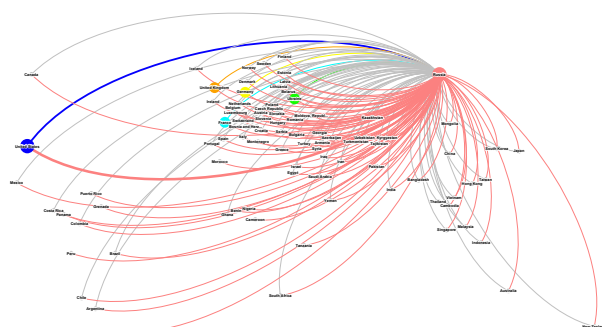 Finland
Sweden
Norway
Iceland
Canada
Russia
Estonia
Denmark
Latvia
Lithuania
United Kingdom
Germany
Belarus
Ukraine
Ireland
Netherlands
Poland
Belgium
Czech Republic
Luxembourg
Austria
Slovakia
France
Switzerland
Slovenia
Hungary
Romania
Moldova, Republi
Kazakhstan
Mongolia
Croatia
Serbia
Bulgaria
Georgia
Spain
Italy
Portugal
Montenegro
Greece
Turkey
Armenia
Azerbaijan
Uzbekistan
Kyrgyzstan
Turkmenistan
Tajikistan
United States
Syria
China
South Korea
Japan
Morocco
Iraq
Iran
Israel
Egypt
Pakistan
Saudi Arabia
Bangladesh
Taiwan
Hong Kong
Mexico
India
Puerto Rico
Vietnam
Yemen
Thailand
Cambodia
Grenada
Costa Rica
Panama
Benin
Nigeria
Ghana
Cameroon
Colombia
Malaysia
Singapore
Indonesia
Tanzania
Peru
Brazil
Australia
South Africa
Chile
Argentina